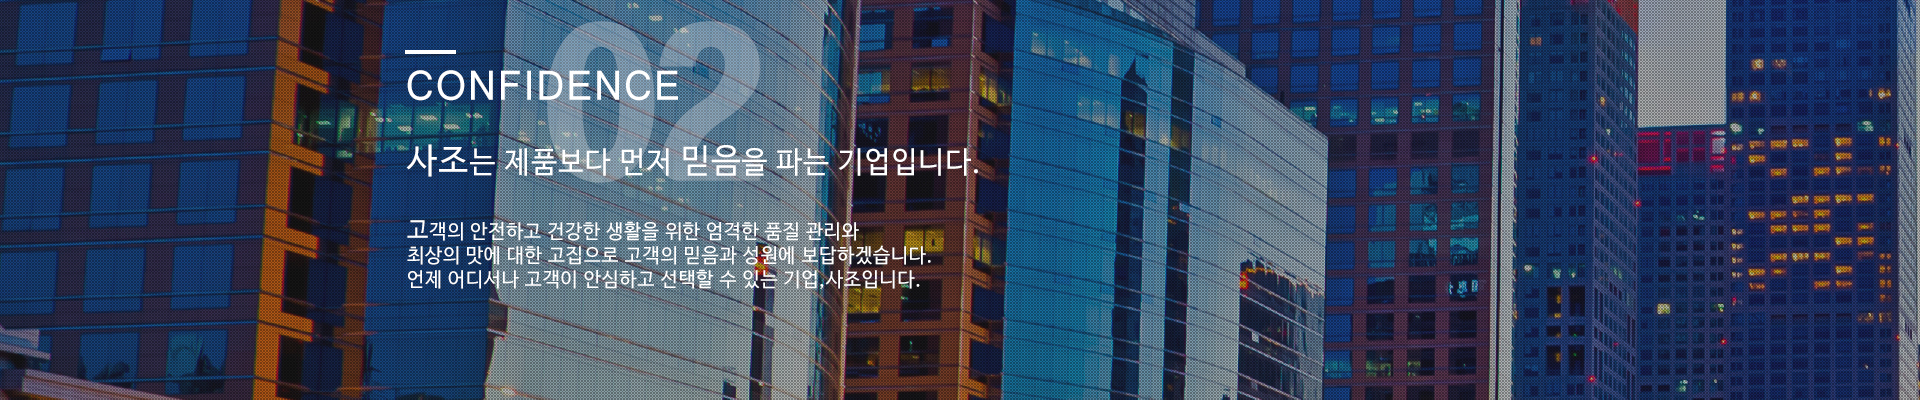 02
CONFIDENCE
사조는 제품보다 먼저 믿음을 파는 기업입니다.
고객의 안전하고 건강한 생활을 위한 엄격한 품질 관리와
최상의 맛에 대한 고집으로 고객의 믿음과 성원에 보답하겠습니다.
언제 어디서나 고객이 안심하고 선택할 수 있는 기업,사조입니다.